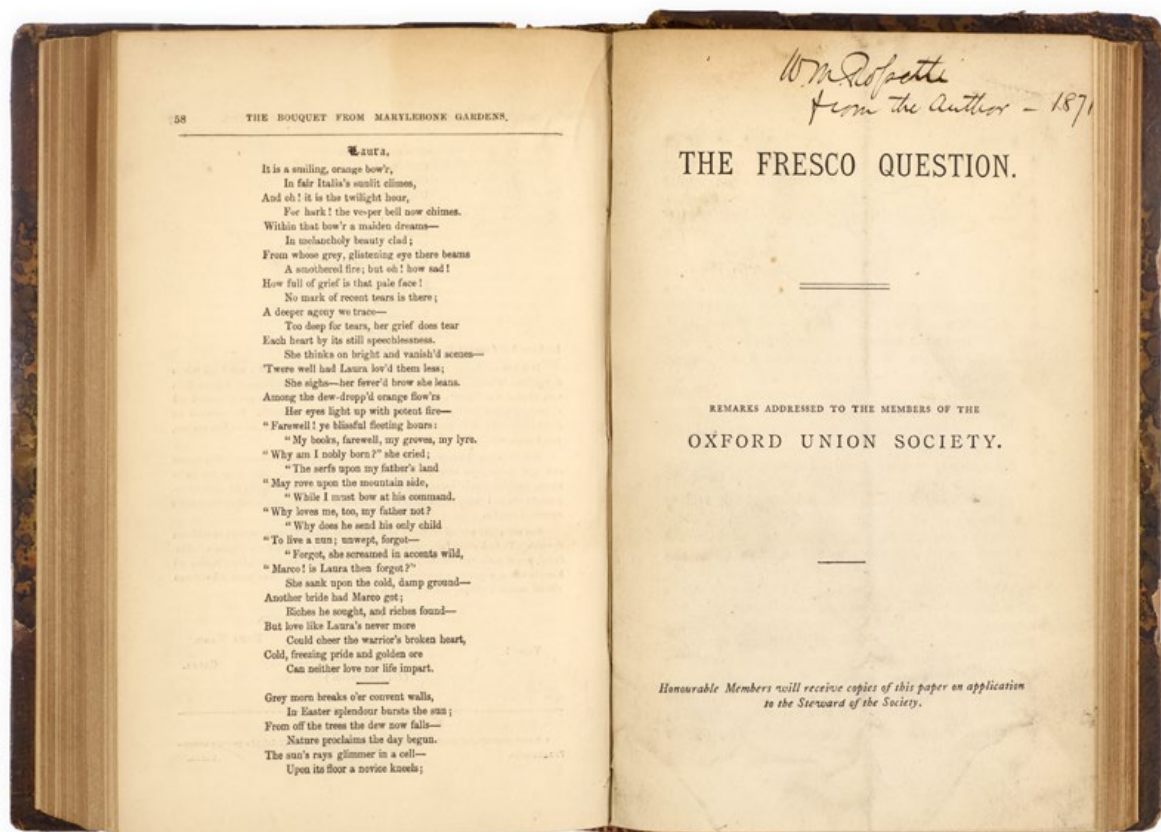 58 THE BOUQUET FROM MARYLEBONE GARDENS.
Laura.
It is a smiling, orange bow'r,
In fair Italia's sunlit climes,
And oh! it is the twilight hour,
For hark! the vesper bell now chimes.
Within that bow'r a maiden dreams—
In melancholy beauty clad;
From whose grey, glistening eye there beams
A smothered fire; but oh! how sad!
How full of grief is that pale face!
No mark of recent tears is there;
A deeper agony we trace—
Too deep for tears, her grief does tear
Each heart by its still speechlessness.
She thinks on bright and vanish'd scenes—
'Twere well had Laura lov'd them less;
She sighs—her fever'd brow she leans.
Among the dew-dropp'd orange flow'rs
Her eyes light up with potent fire—
"Farewell! ye blissful fleeting hours:
"My books, farewell, my groves, my lyre.
"Why am I nobly born?" she cried;
"The serfs upon my father's land
"May rove upon the mountain side,
"While I must bow at his command.
"Why loves me, too, my father not?
"Why does he send his only child
"To live a nun; unwept, forgot—
"Forgot, she screamed in accents wild,
"Marco! is Laura then forgot?"
She sank upon the cold, damp ground—
Another bride had Marco got;
Riches he sought, and riches found—
But love like Laura's never more
Could cheer the warrior's broken heart,
Cold, freezing pride and golden ore
Can neither love nor life impart.
Grey morn breaks o'er convent walls,
In Easter splendour bursts the sun;
From off the trees the dew now falls—
Nature proclaims the day begun.
The sun's rays glimmer in a cell—
Upon its floor a novice kneels;
W M Rossetti
from the Author - 1871
THE FRESCO QUESTION.
REMARKS ADDRESSED TO THE MEMBERS OF THE
OXFORD UNION SOCIETY.
Honourable Members will receive copies of this paper on application
to the Steward of the Society.